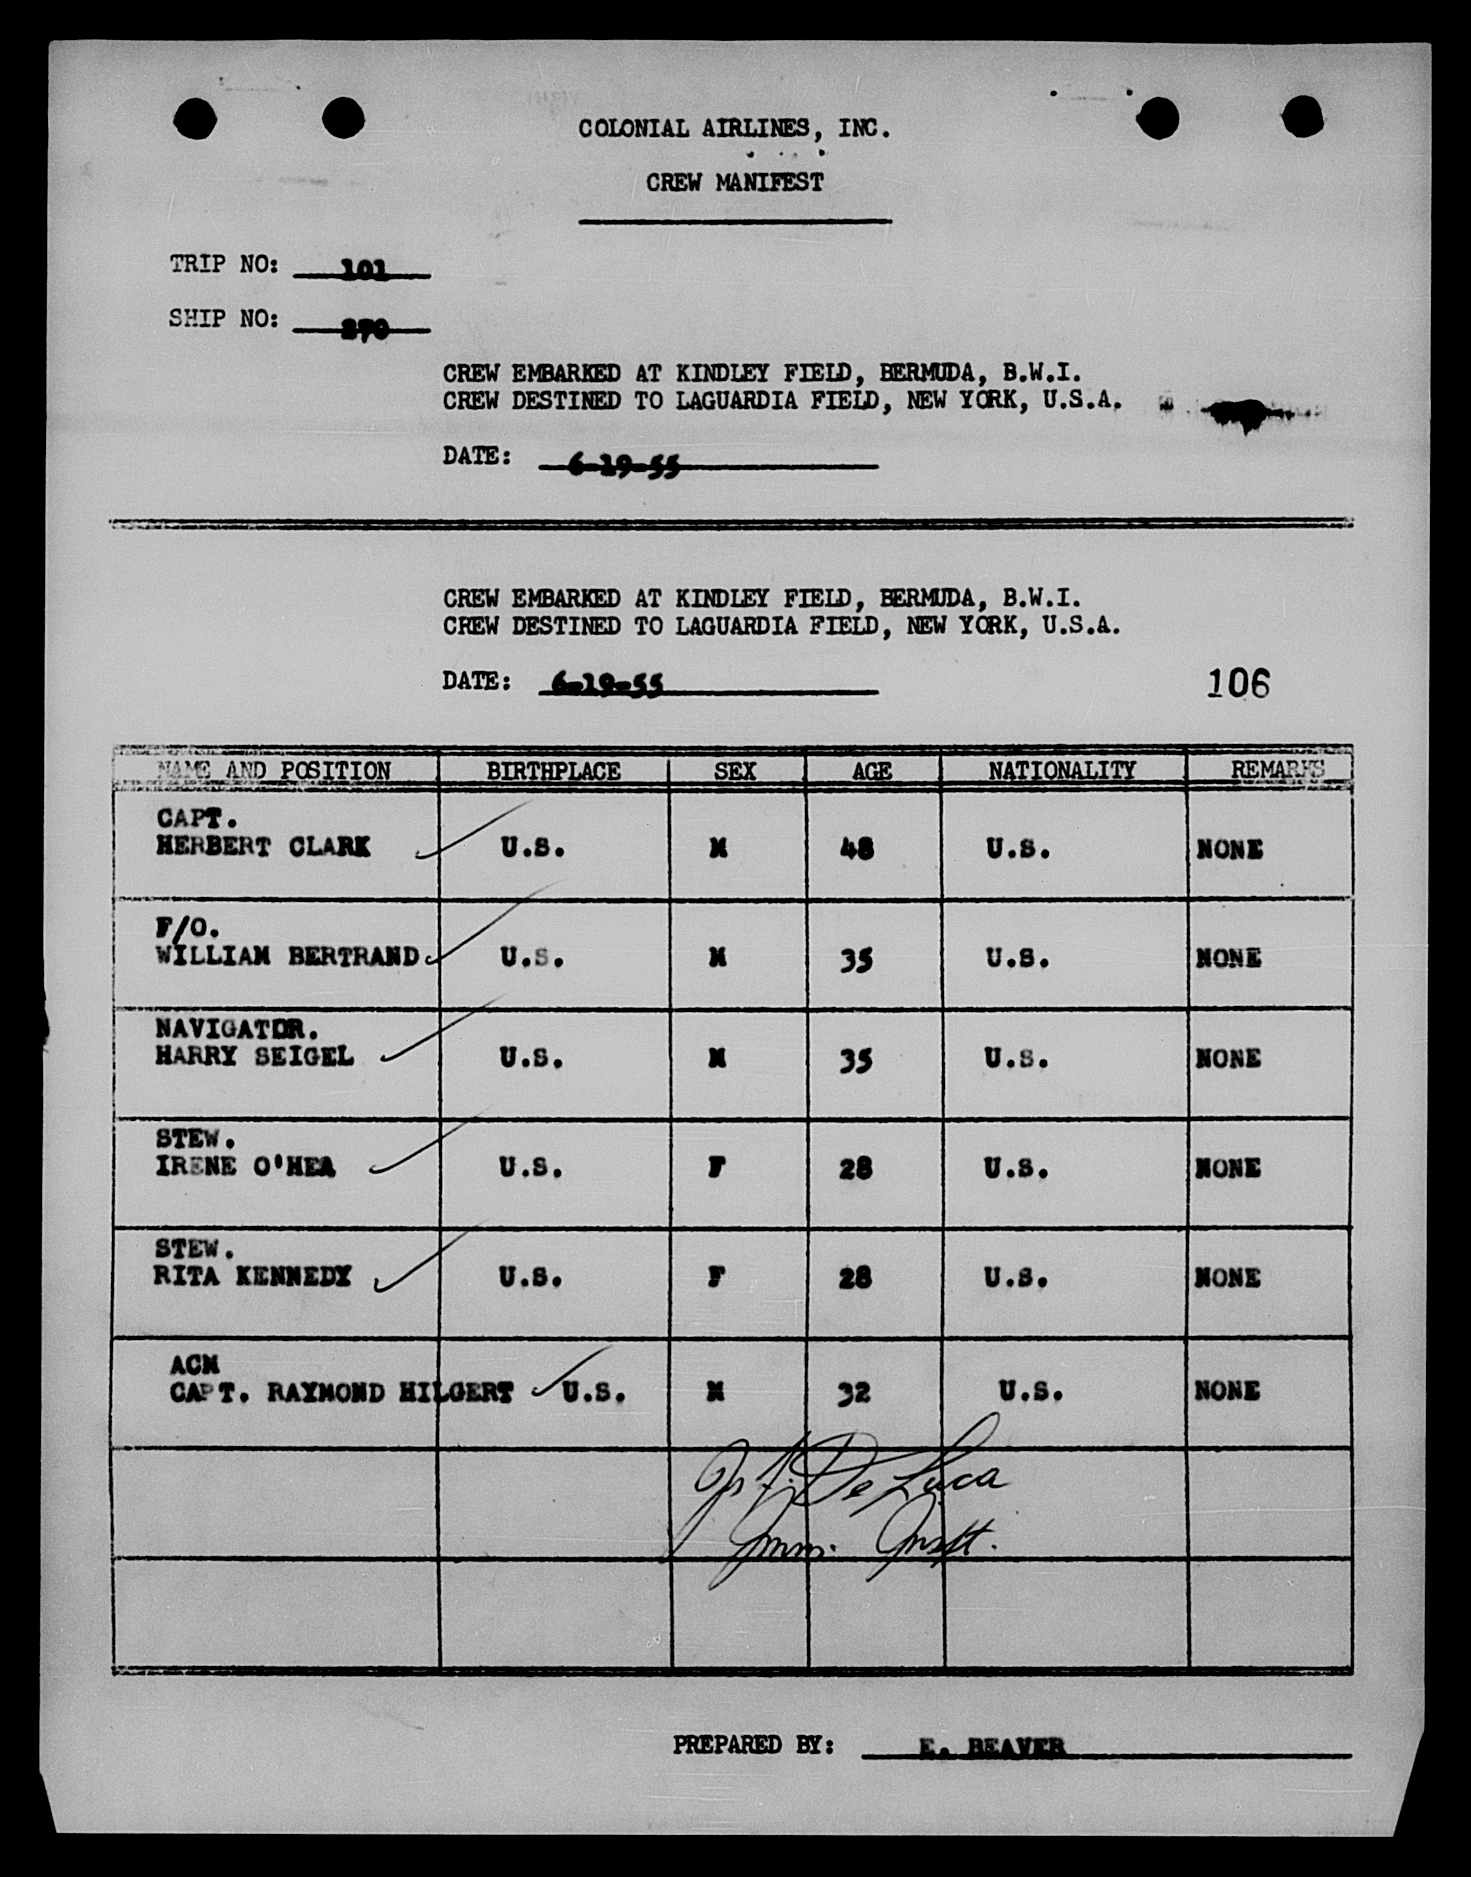 COLONIAL AIRLINES, INC.
CREW MANIFEST
TRIP NO: 101
SHIP NO: 270
CREW EMBARKED AT KINDLEY FIELD, BERMUDA, B.W.I.
CREW DESTINED TO LAGUARDIA FIELD, NEW YORK, U.S.A.
DATE: 6-19-55
CREW EMBARKED AT KINDLEY FIELD, BERMUDA, B.W.I.
CREW DESTINED TO LAGUARDIA FIELD, NEW YORK, U.S.A.
DATE: 6-19-55 106
NAME AND POSITION BIRTHPLACE SEX AGE NATIONALITY REMARKS
CAPT.
HERBERT CLARK U.S. M 48 U.S. NONE
F/O.
WILLIAM BERTRAND U.S. M 35 U.S. NONE
NAVIGATOR.
HARRY SEIGEL U.S. M 35 U.S. NONE
STEW.
IRENE O'HEA U.S. F 28 U.S. NONE
STEW.
RITA KENNEDY U.S. F 28 U.S. NONE
ACM
CAPT. RAYMOND HILGERT U.S. M 32 U.S. NONE
De Luca
Imm. Inspt.
PREPARED BY: E. BEAVER